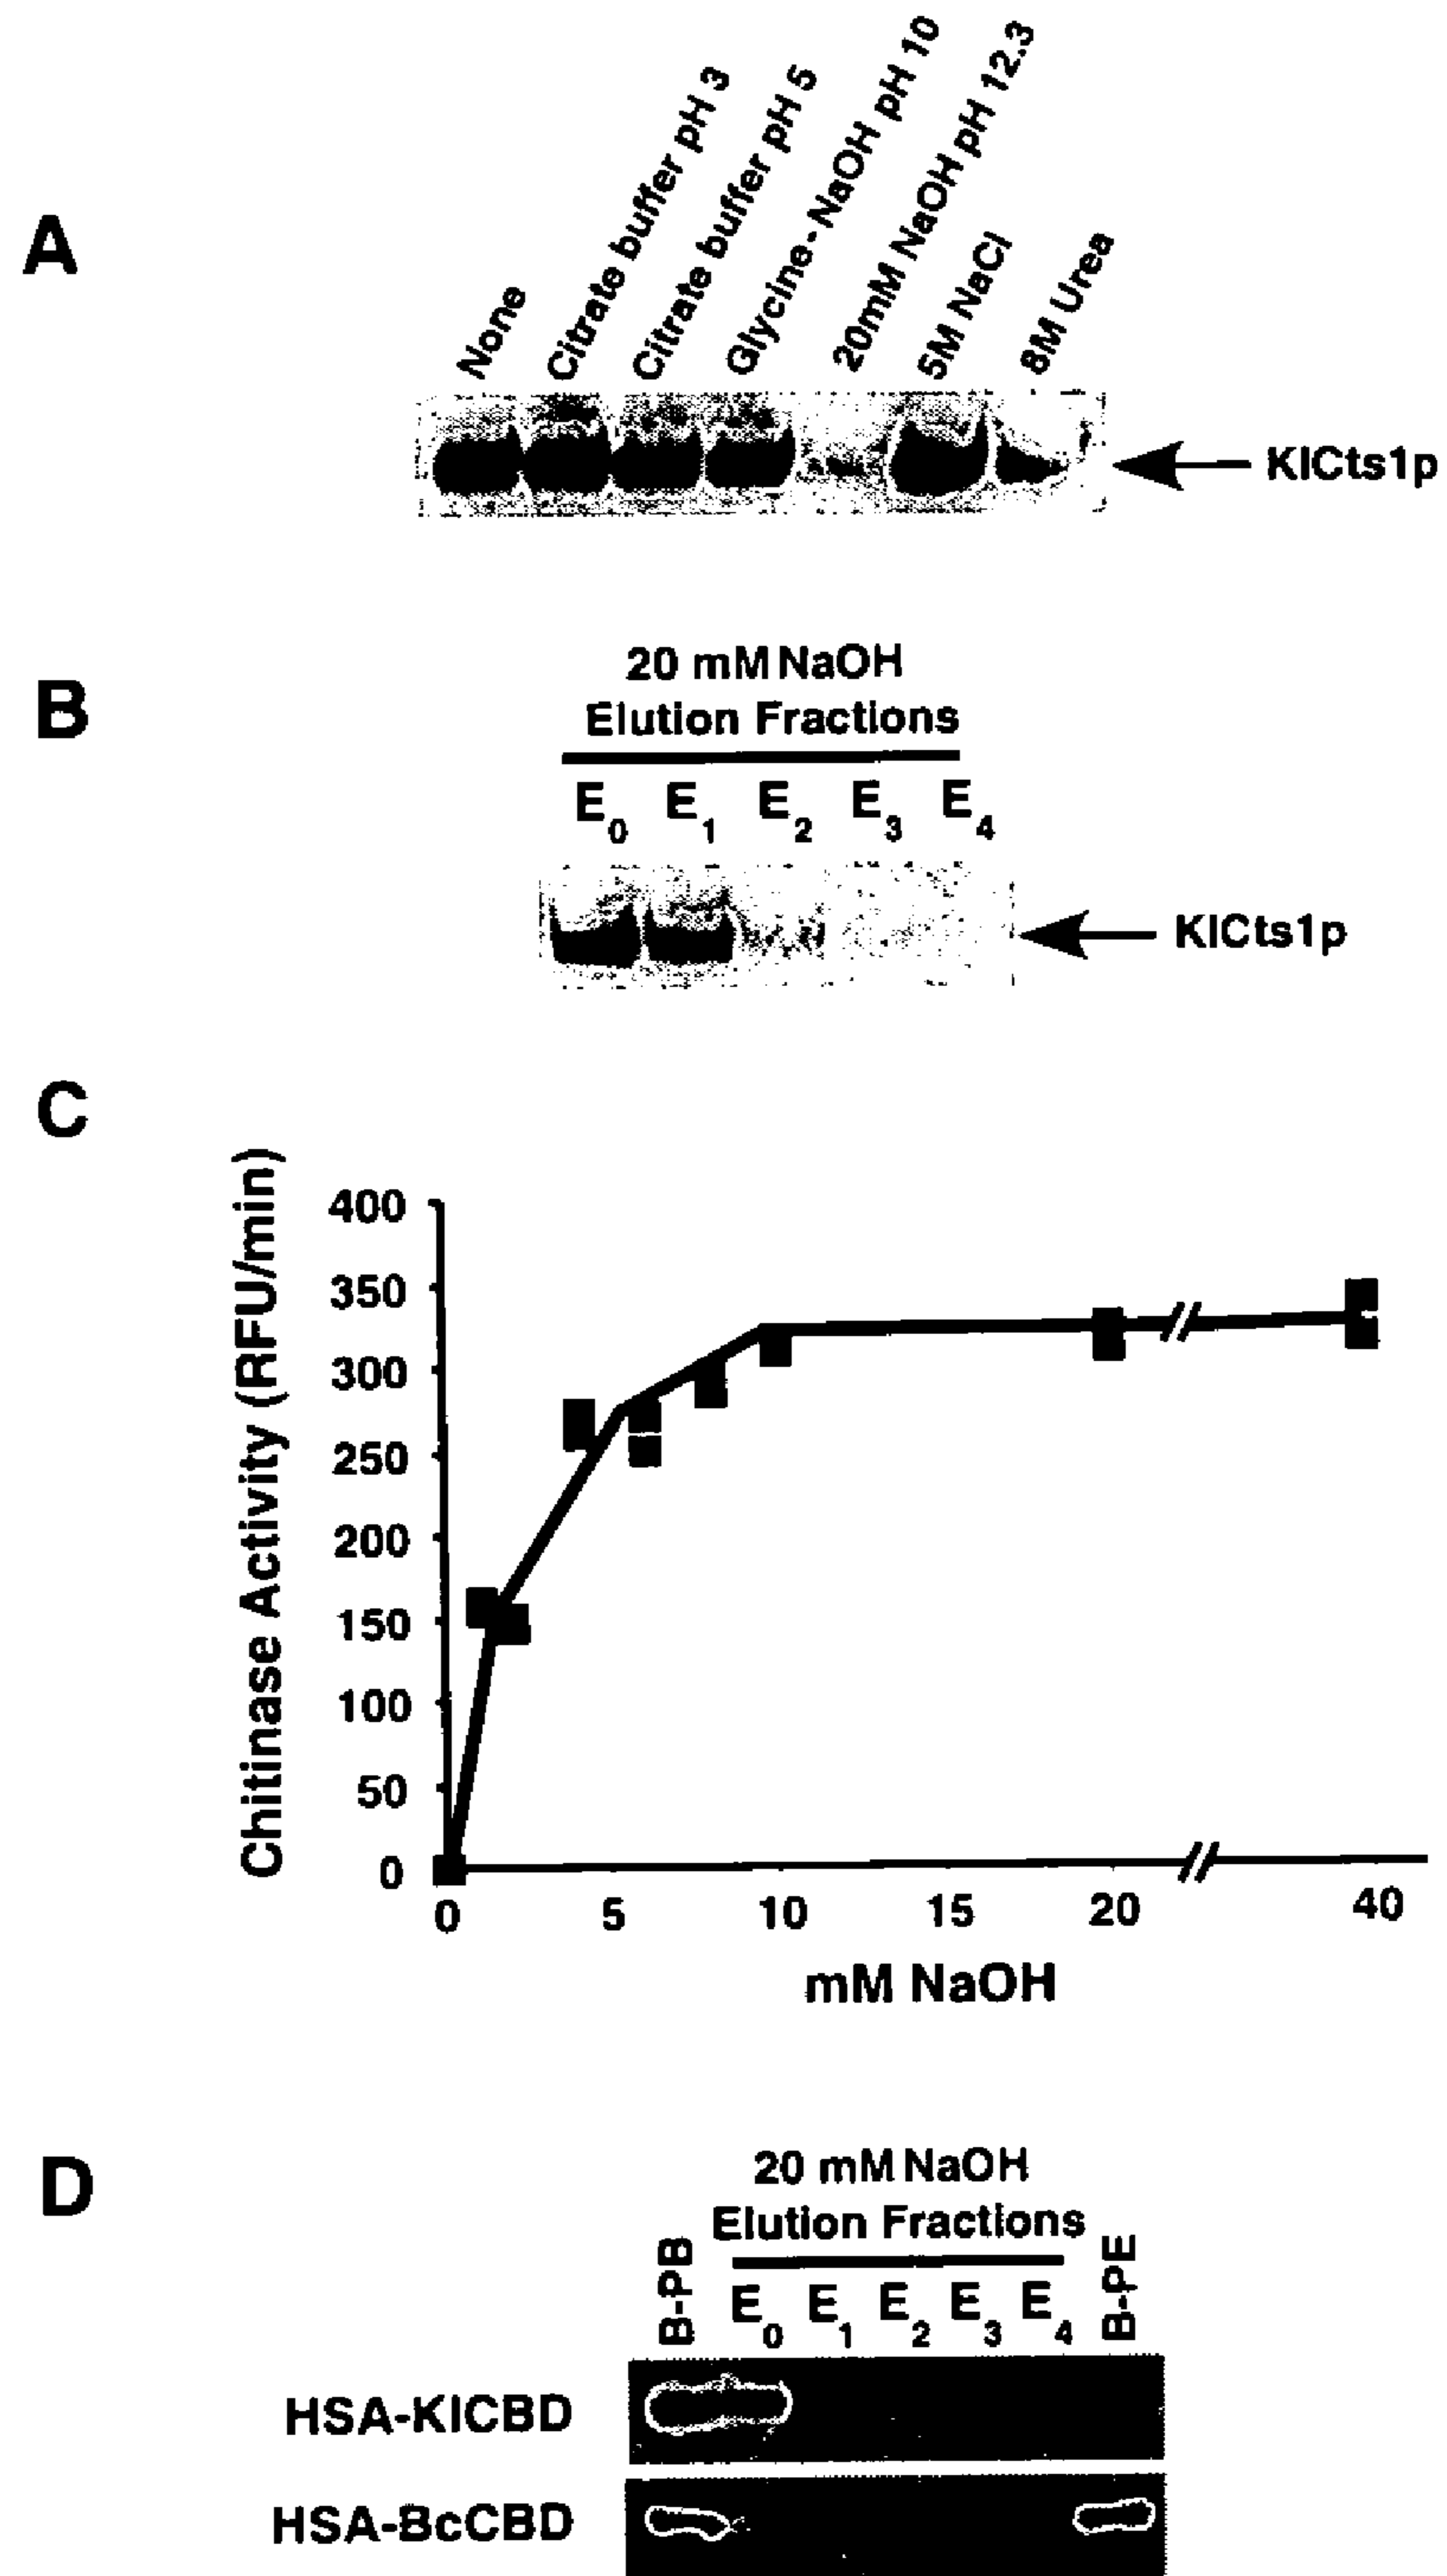 A
None
Citrate buffer pH 3
Citrate buffer pH 5
Glycine-NaOH pH 10
20mM NaOH pH 12.3
5M NaCl
8M Urea
KlCts1p
B
20 mM NaOH
Elution Fractions
E0 E1 E2 E3 E4
KlCts1p
C
Chitinase Activity (RFU/min)
400
350
300
250
200
150
100
50
0
0 5 10 15 20 40
mM NaOH
D
20 mM NaOH
Elution Fractions
B-PB
E0 E1 E2 E3 E4
B-PE
HSA-KlCBD
HSA-BcCBD